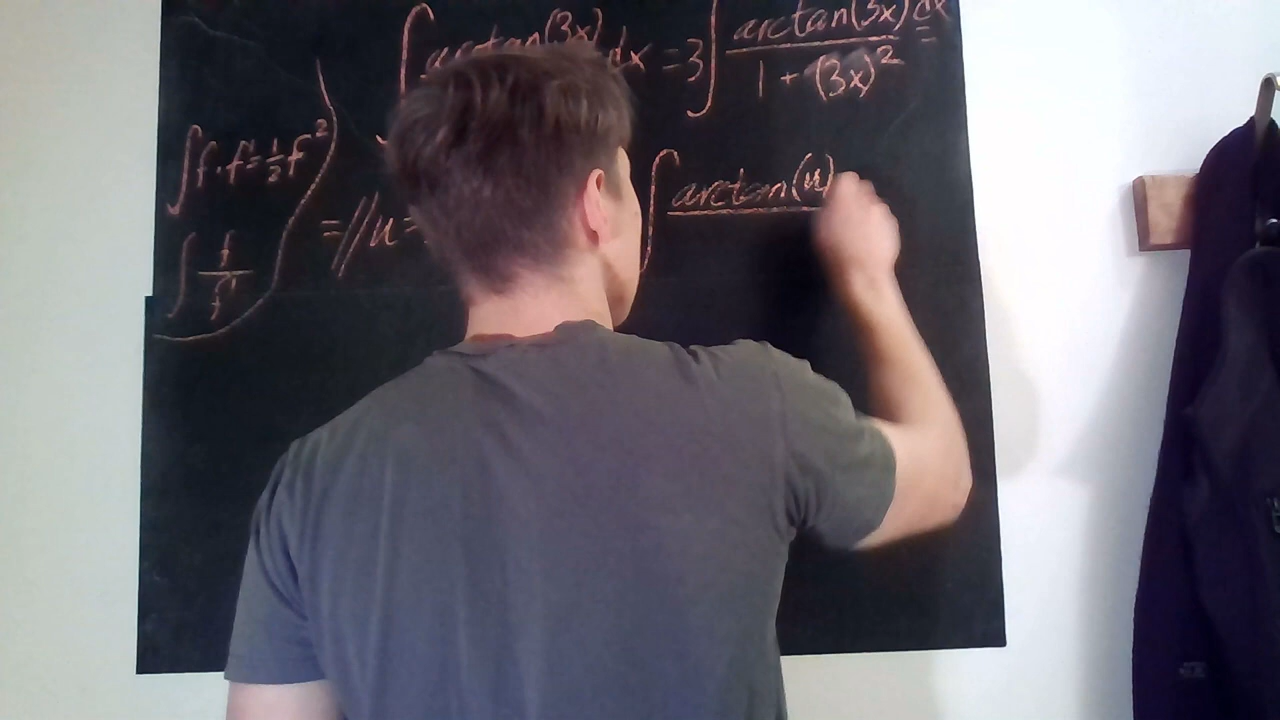 ∫ arctan(3x) dx = 3∫ arctan(3x) dx / 1 + (3x)²
∫f·f' = ½f²
= // u = ∫ arctan(u)
∫ f / f'